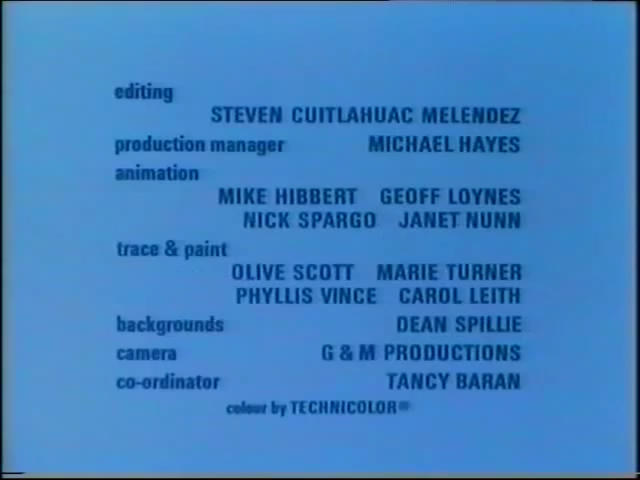 editing
STEVEN CUITLAHUAC MELENDEZ
production manager MICHAEL HAYES
animation
MIKE HIBBERT GEOFF LOYNES
NICK SPARGO JANET NUNN
trace & paint
OLIVE SCOTT MARIE TURNER
PHYLLIS VINCE CAROL LEITH
backgrounds DEAN SPILLIE
camera G & M PRODUCTIONS
co-ordinator TANCY BARAN
colour by TECHNICOLOR®